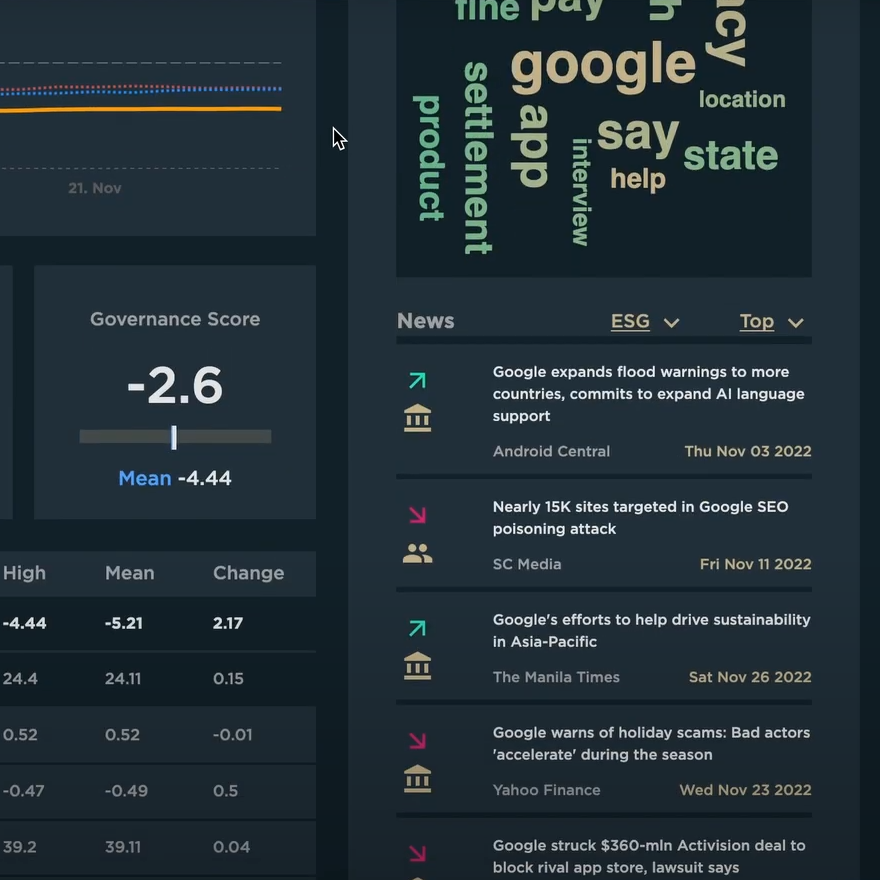 fine
pay
google
location
settlement
product
app
say
state
interview
help
21. Nov
Governance Score
-2.6
Mean -4.44
High Mean Change
-4.44 -5.21 2.17
24.4 24.11 0.15
0.52 0.52 -0.01
-0.47 -0.49 0.5
39.2 39.11 0.04
News ESG Top
Google expands flood warnings to more
countries, commits to expand AI language
support
Android Central Thu Nov 03 2022
Nearly 15K sites targeted in Google SEO
poisoning attack
SC Media Fri Nov 11 2022
Google's efforts to help drive sustainability
in Asia-Pacific
The Manila Times Sat Nov 26 2022
Google warns of holiday scams: Bad actors
'accelerate' during the season
Yahoo Finance Wed Nov 23 2022
Google struck $360-mln Activision deal to
block rival app store, lawsuit says